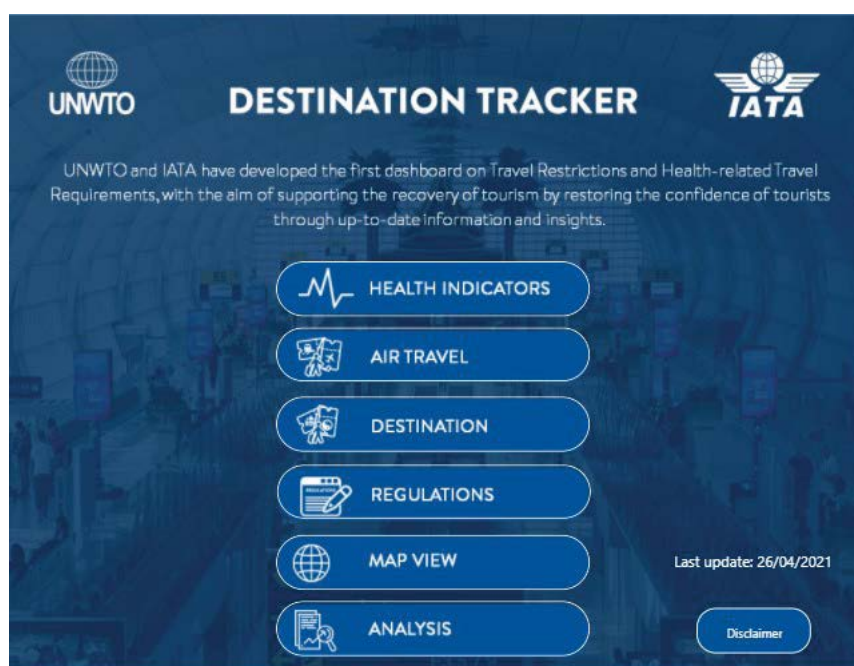 UNWTO
DESTINATION TRACKER
IATA
UNWTO and IATA have developed the first dashboard on Travel Restrictions and Health-related Travel
Requirements, with the aim of supporting the recovery of tourism by restoring the confidence of tourists
through up-to-date information and insights.
HEALTH INDICATORS
AIR TRAVEL
DESTINATION
REGULATIONS
MAP VIEW
Last update: 26/04/2021
ANALYSIS
Disclaimer